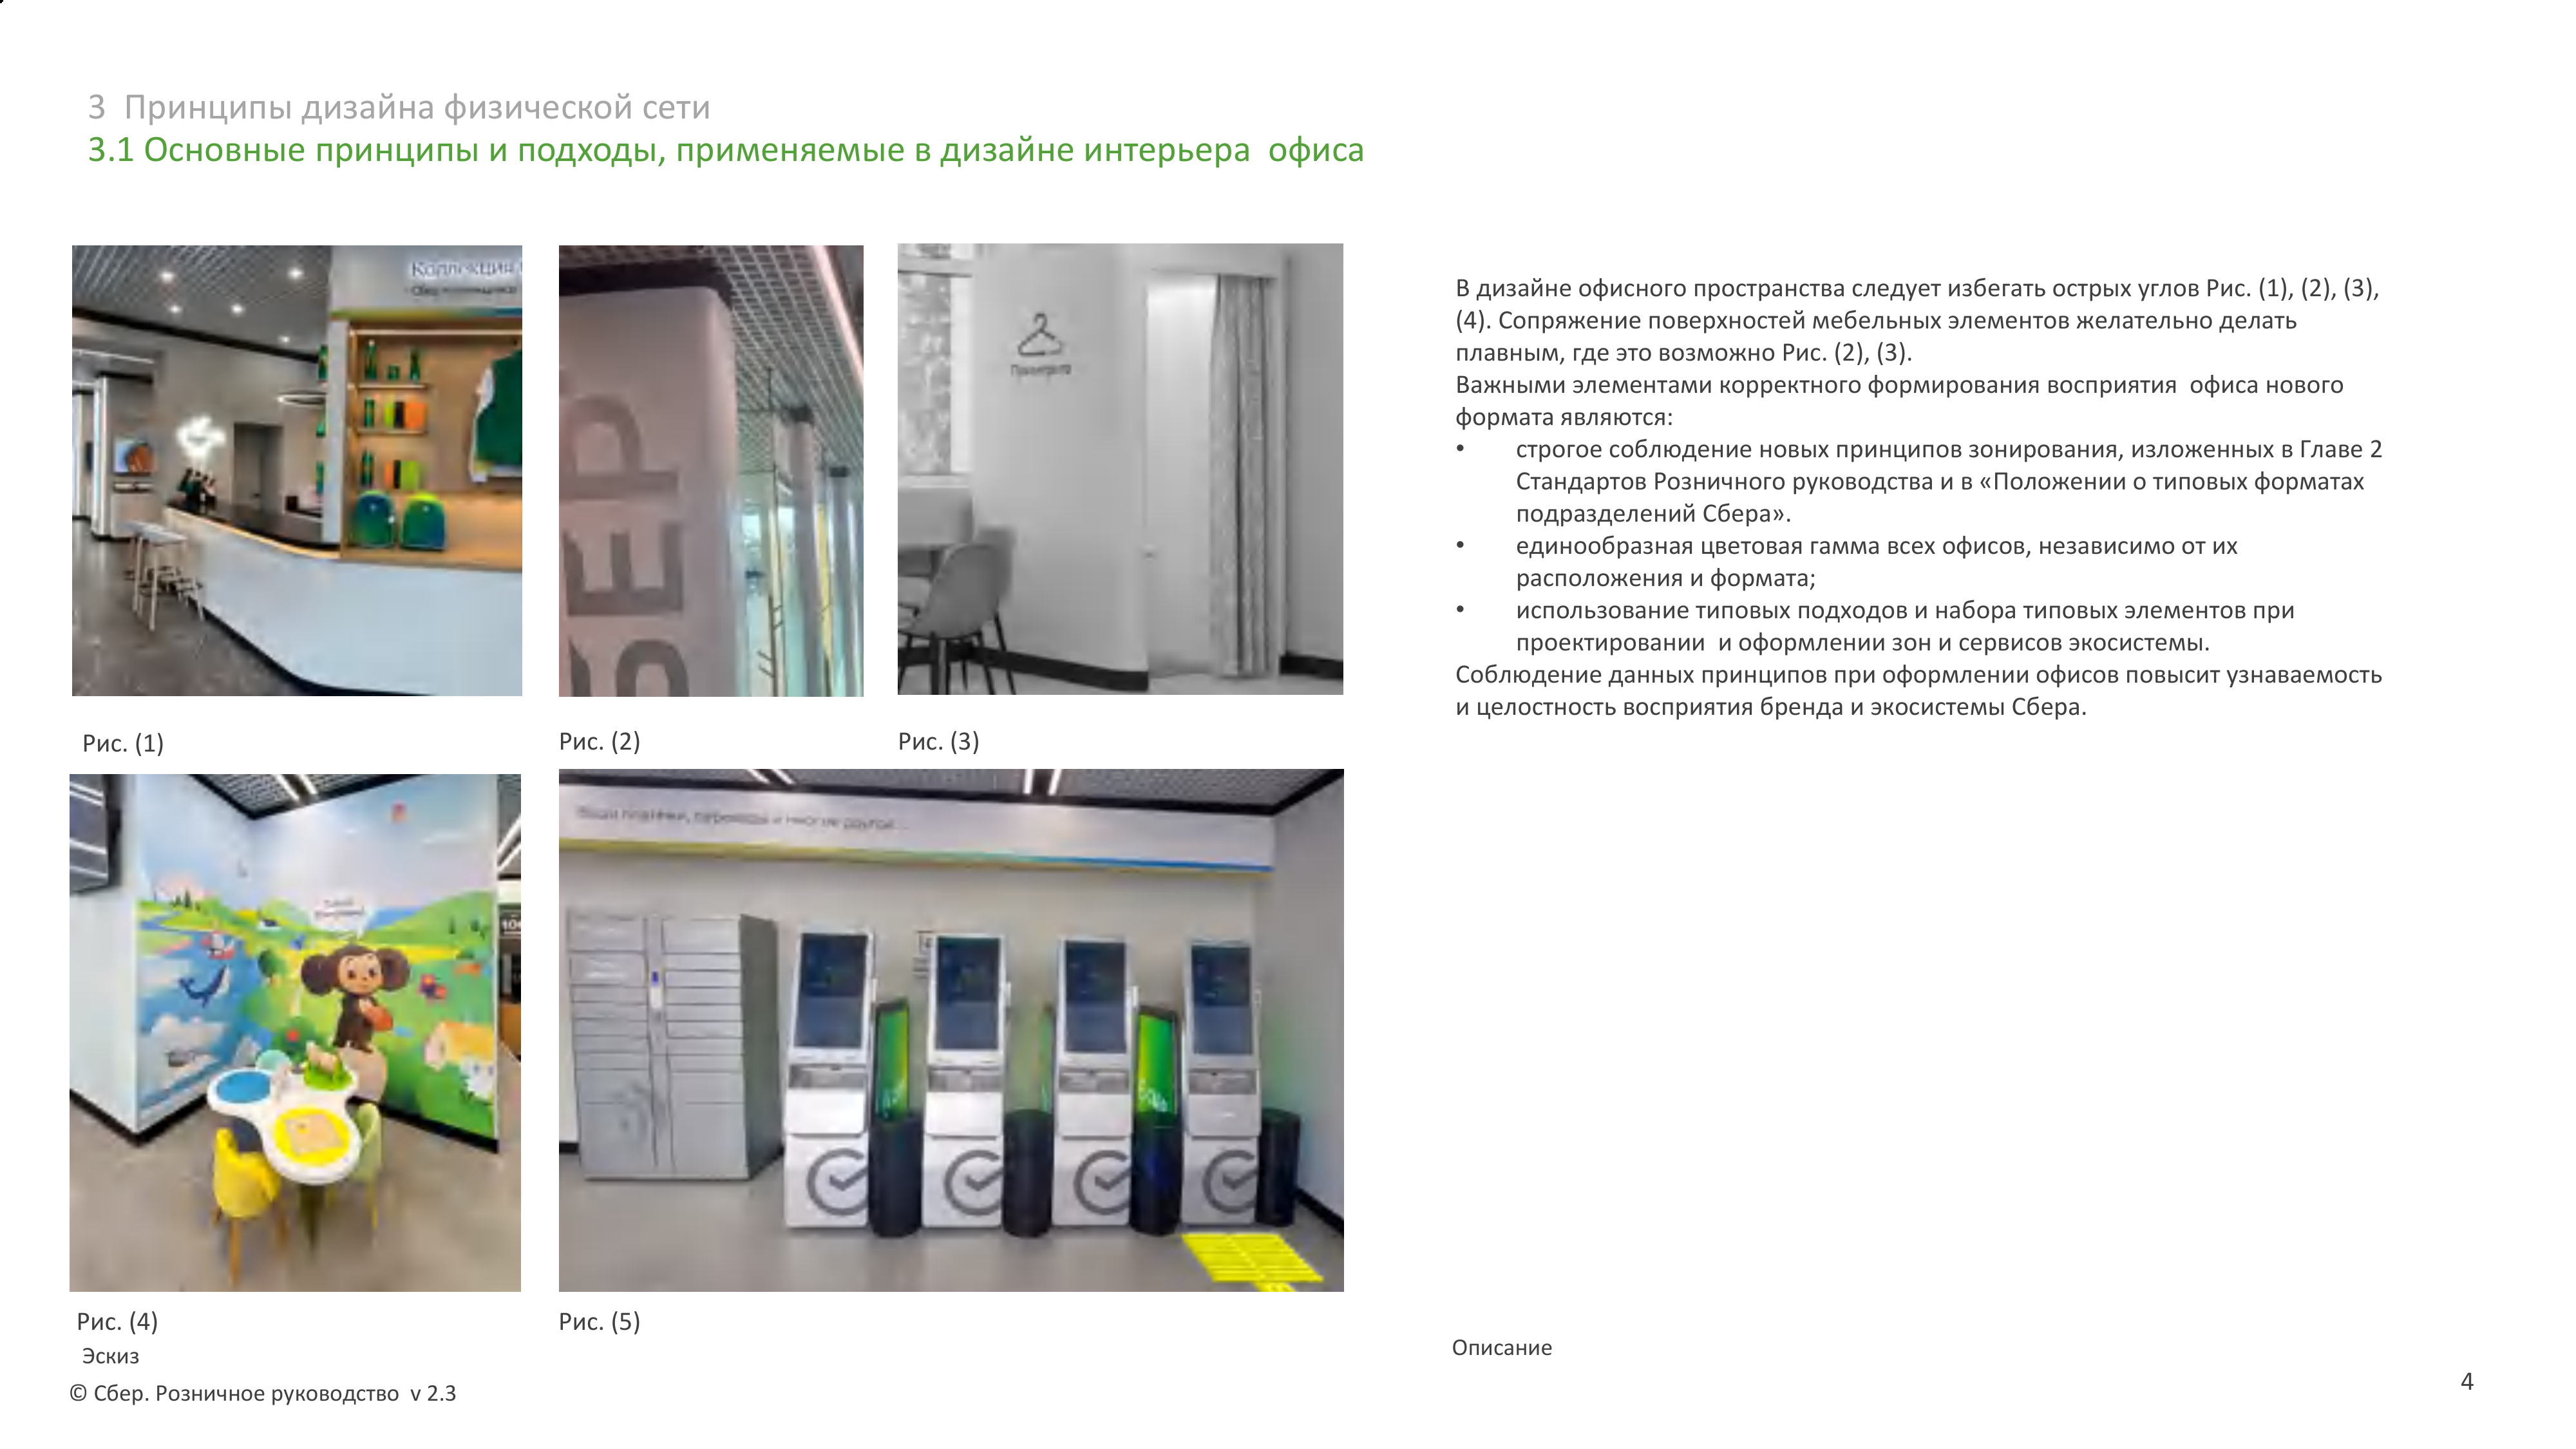 3  Принципы дизайна физической сети
3.1 Основные принципы и подходы, применяемые в дизайне интерьера  офиса
Коллекция
СБЕР
Примерка
В дизайне офисного пространства следует избегать острых углов Рис. (1), (2), (3),
(4). Сопряжение поверхностей мебельных элементов желательно делать
плавным, где это возможно Рис. (2), (3).
Важными элементами корректного формирования восприятия  офиса нового
формата являются:
• строгое соблюдение новых принципов зонирования, изложенных в Главе 2
Стандартов Розничного руководства и в «Положении о типовых форматах
подразделений Сбера».
• единообразная цветовая гамма всех офисов, независимо от их
расположения и формата;
• использование типовых подходов и набора типовых элементов при
проектировании  и оформлении зон и сервисов экосистемы.
Соблюдение данных принципов при оформлении офисов повысит узнаваемость
и целостность восприятия бренда и экосистемы Сбера.
Рис. (1)
Рис. (2)
Рис. (3)
Ваши платежи, переводы и многое другое...
Рис. (4)
Рис. (5)
Эскиз
Описание
© Сбер. Розничное руководство  v 2.3
4